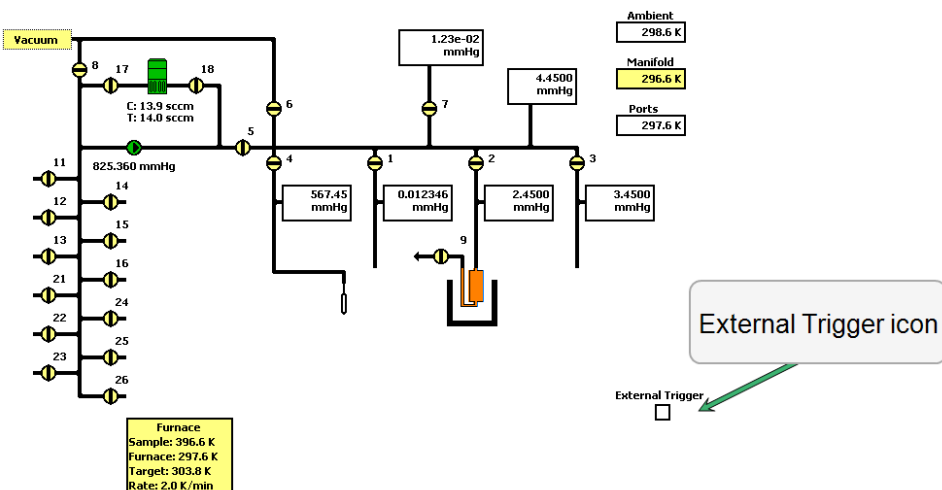 Vacuum
8
17
18
C: 13.9 sccm
T: 14.0 sccm
6
1.23e-02
mmHg
7
4.4500
mmHg
Ambient
298.6 K
Manifold
296.6 K
Ports
297.6 K
5
825.360 mmHg
4
1
2
3
567.45
mmHg
0.012346
mmHg
2.4500
mmHg
3.4500
mmHg
9
11
14
12
15
13
16
21
24
22
25
23
26
External Trigger icon
External Trigger
Furnace
Sample: 396.6 K
Furnace: 297.6 K
Target: 303.8 K
Rate: 2.0 K/min